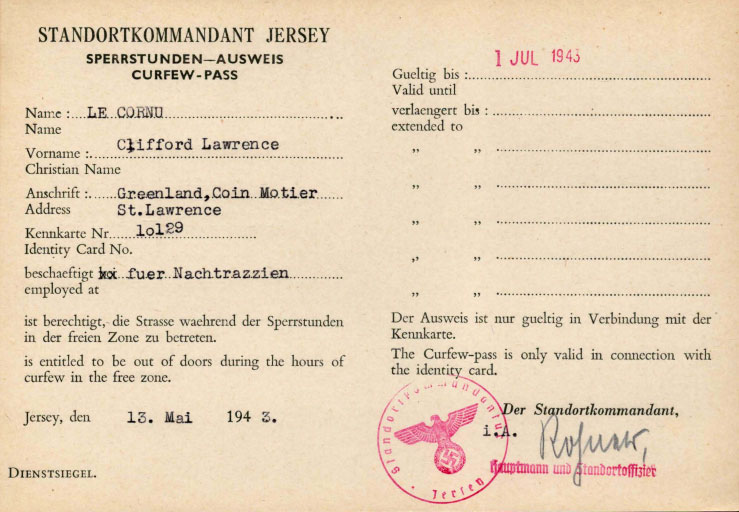 STANDORTKOMMANDANT JERSEY
SPERRSTUNDEN—AUSWEIS
CURFEW-PASS
Name : LE CORNU
Name
Vorname : Clifford Lawrence
Christian Name
Anschrift : Greenland,Coin Motier
Address St.Lawrence
Kennkarte Nr. 10129
Identity Card No.
beschaeftigt xx fuer Nachtrazzien
employed at
ist berechtigt, die Strasse waehrend der Sperrstunden
in der freien Zone zu betreten.
is entitled to be out of doors during the hours of
curfew in the free zone.
Jersey, den 13. Mai 194 3.
DIENSTSIEGEL.
1 JUL 1943
Gueltig bis :
Valid until
verlaengert bis :
extended to
„ „
„ „
„ „
„ „
„ „
Der Ausweis ist nur gueltig in Verbindung mit der
Kennkarte.
The Curfew-pass is only valid in connection with
the identity card.
Standortkommandantur
Jersey
Der Standortkommandant,
i.A.
Hauptmann und Standortoffizier